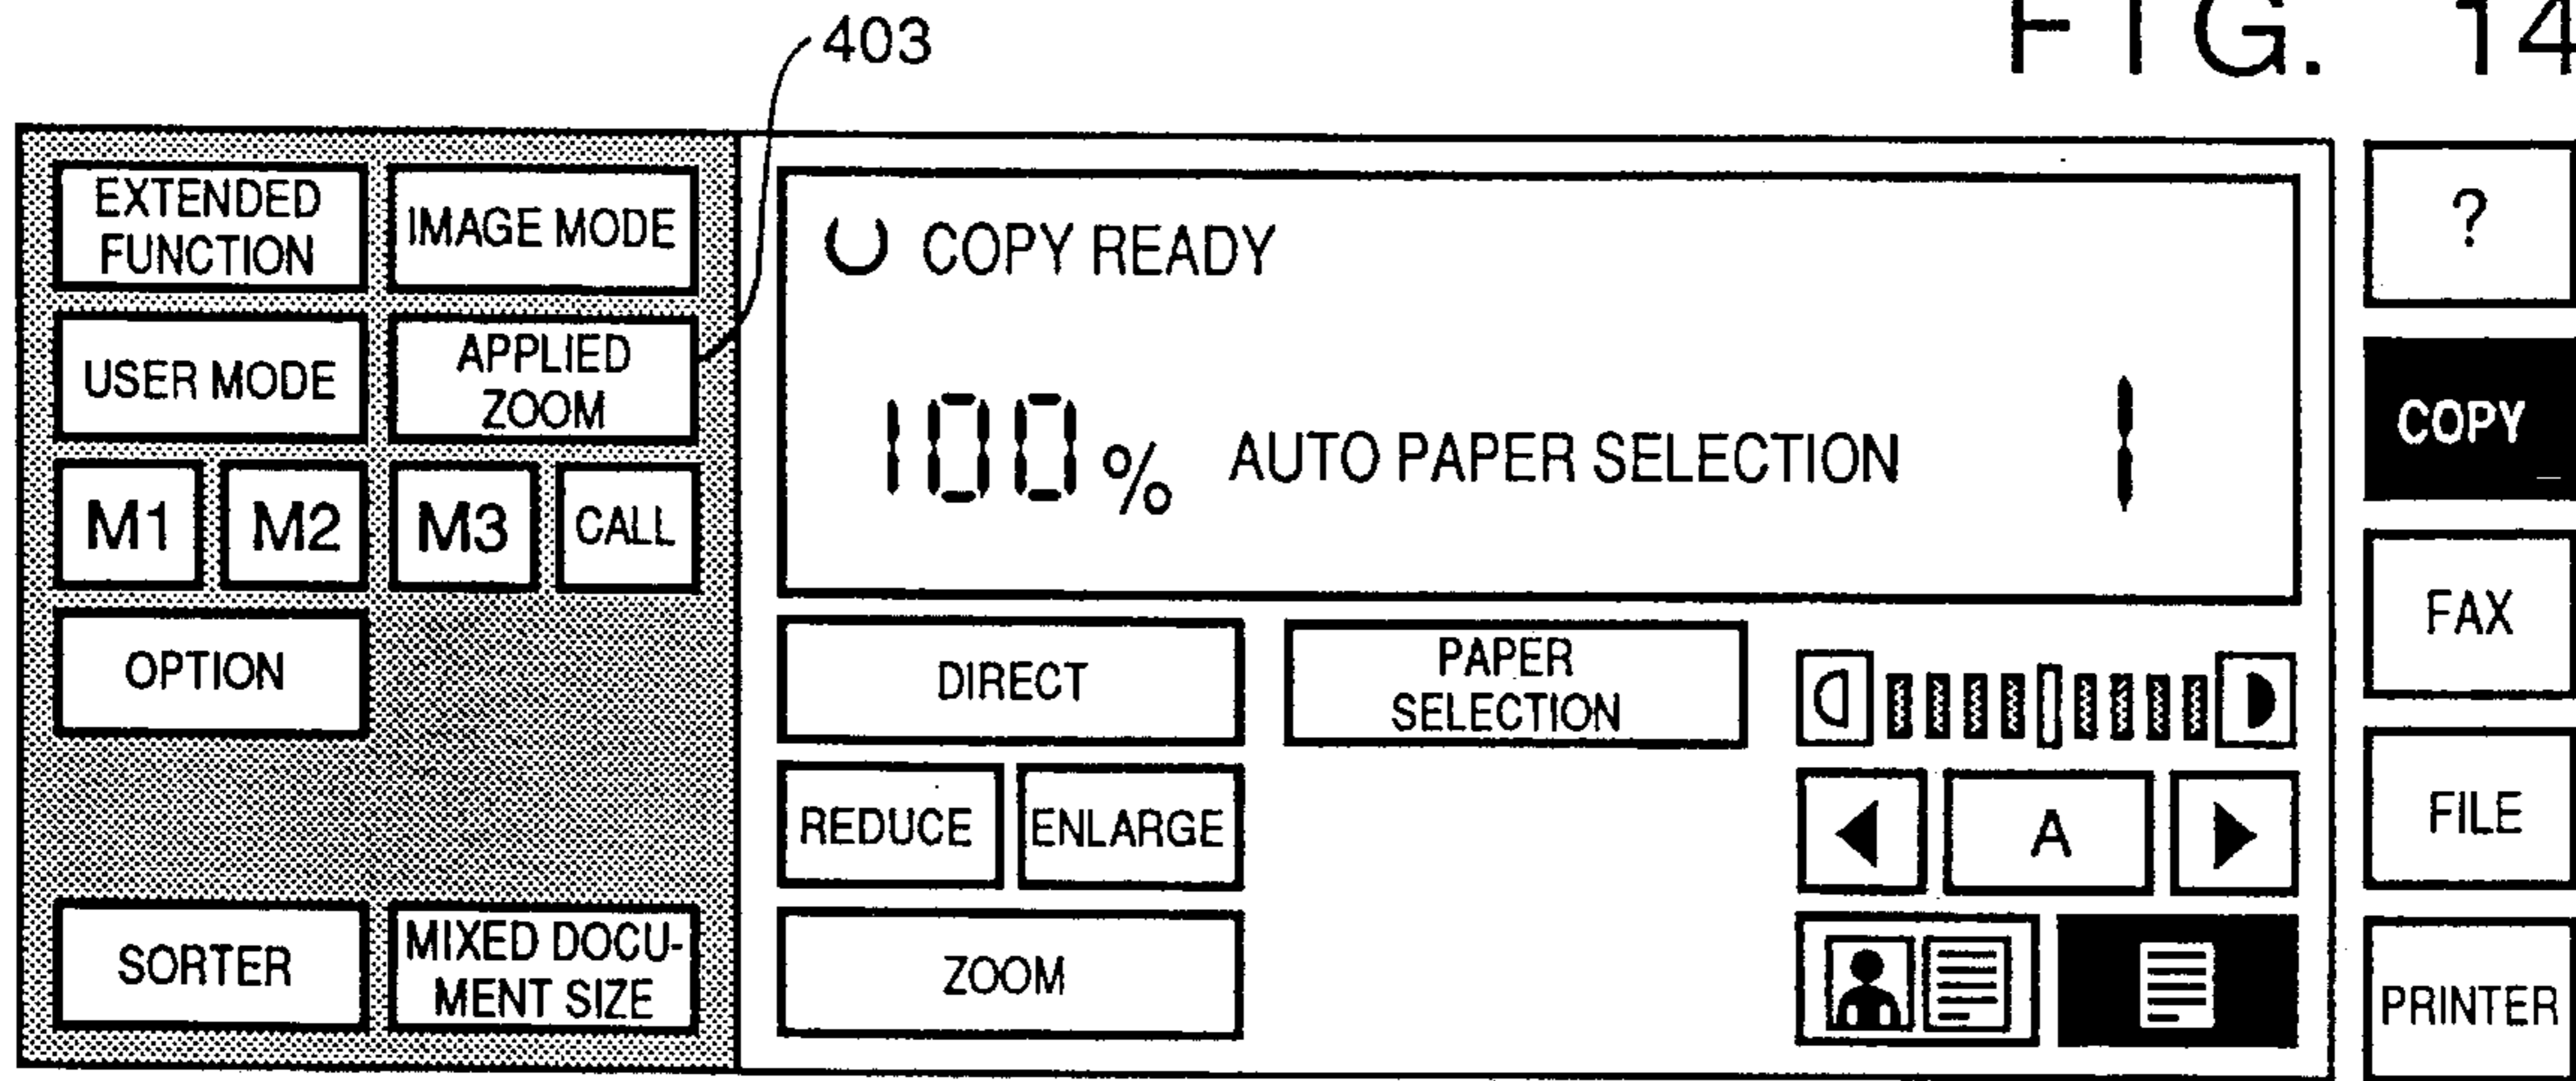 403
FIG. 14
EXTENDED
FUNCTION
IMAGE MODE
USER MODE
APPLIED
ZOOM
M1
M2
M3
CALL
OPTION
SORTER
MIXED DOCU-
MENT SIZE
COPY READY
100%
AUTO PAPER SELECTION
1
DIRECT
PAPER
SELECTION
REDUCE
ENLARGE
A
ZOOM
?
COPY
FAX
FILE
PRINTER